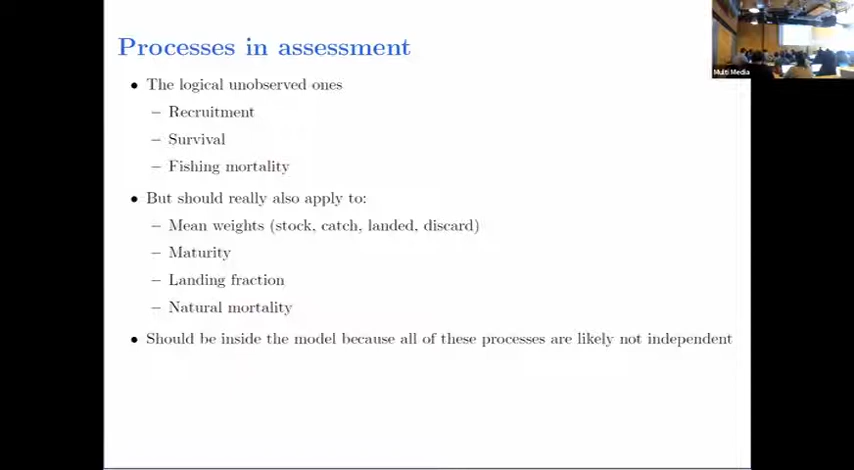 Processes in assessment
• The logical unobserved ones
– Recruitment
– Survival
– Fishing mortality
• But should really also apply to:
– Mean weights (stock, catch, landed, discard)
– Maturity
– Landing fraction
– Natural mortality
• Should be inside the model because all of these processes are likely not independent
Multi Media